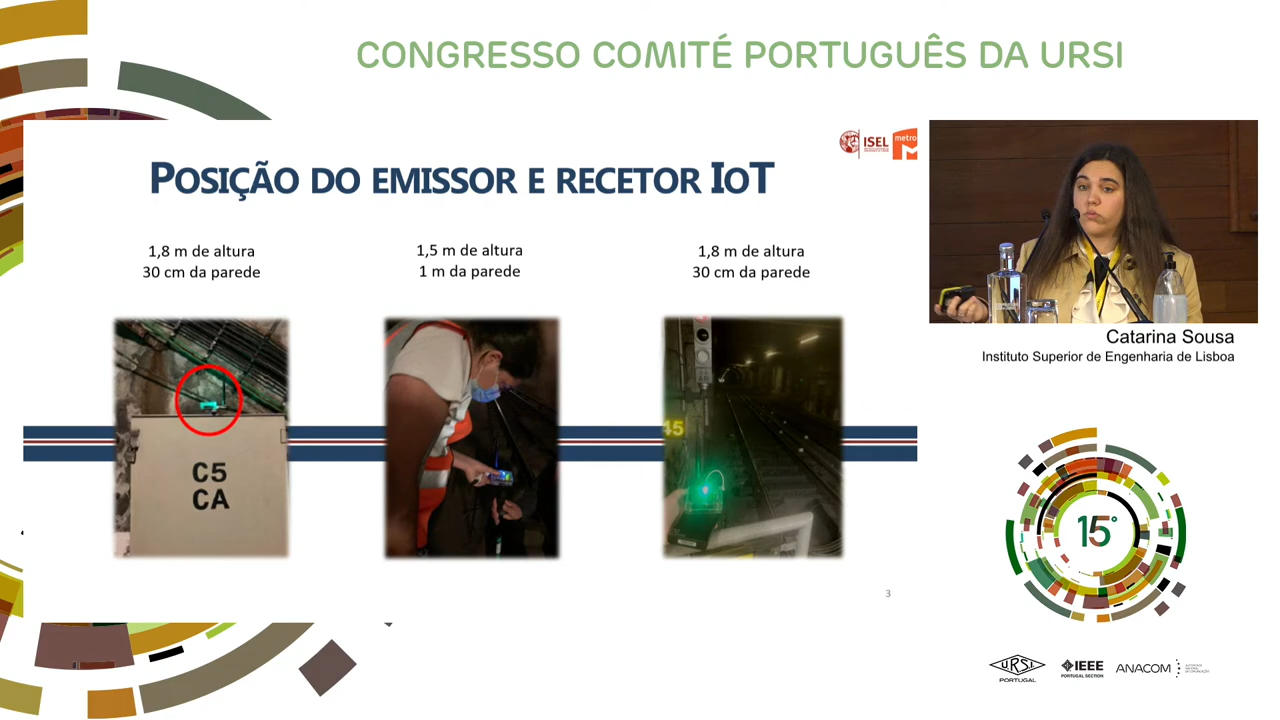 CONGRESSO COMITÉ PORTUGUÊS DA URSI
ISEL
metro
POSIÇÃO DO EMISSOR E RECETOR IoT
1,8 m de altura
30 cm da parede
1,5 m de altura
1 m da parede
1,8 m de altura
30 cm da parede
C5
CA
45
3
Catarina Sousa
Instituto Superior de Engenharia de Lisboa
15°
URSI
PORTUGAL
IEEE
PORTUGAL SECTION
ANACOM